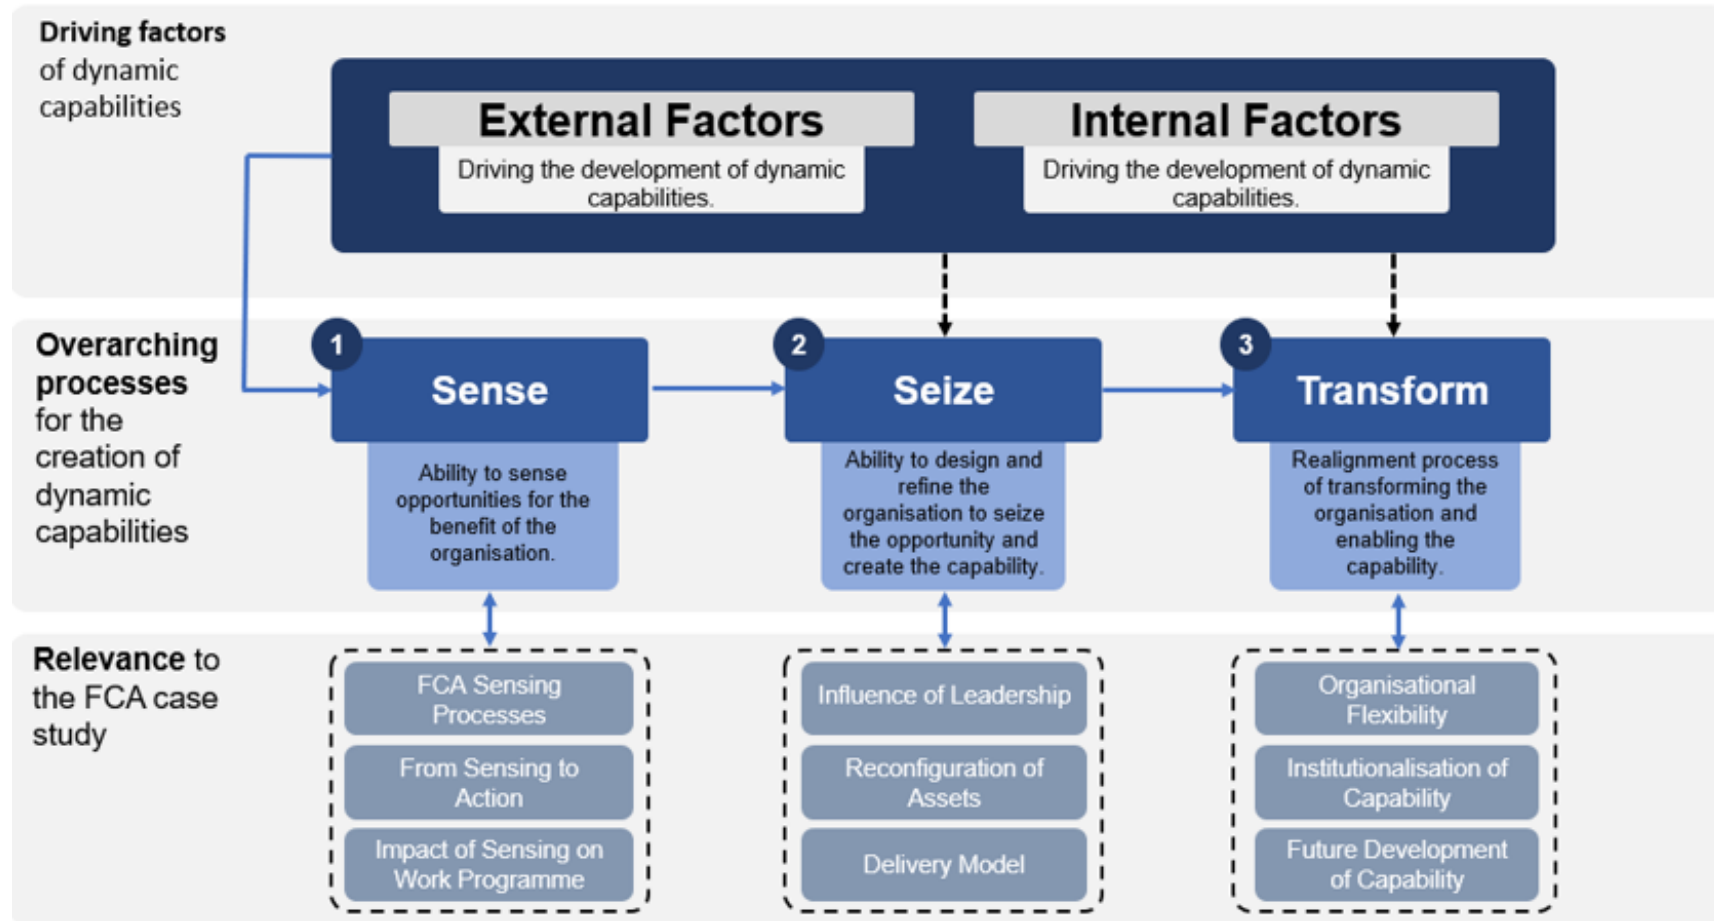 Driving factors
of dynamic
capabilities
External Factors
Driving the development of dynamic
capabilities.
Internal Factors
Driving the development of dynamic
capabilities.
Overarching
processes
for the
creation of
dynamic
capabilities
1
Sense
Ability to sense
opportunities for the
benefit of the
organisation.
2
Seize
Ability to design and
refine the
organisation to seize
the opportunity and
create the capability.
3
Transform
Realignment process
of transforming the
organisation and
enabling the
capability.
Relevance to
the FCA case
study
FCA Sensing
Processes
From Sensing to
Action
Impact of Sensing on
Work Programme
Influence of Leadership
Reconfiguration of
Assets
Delivery Model
Organisational
Flexibility
Institutionalisation of
Capability
Future Development
of Capability